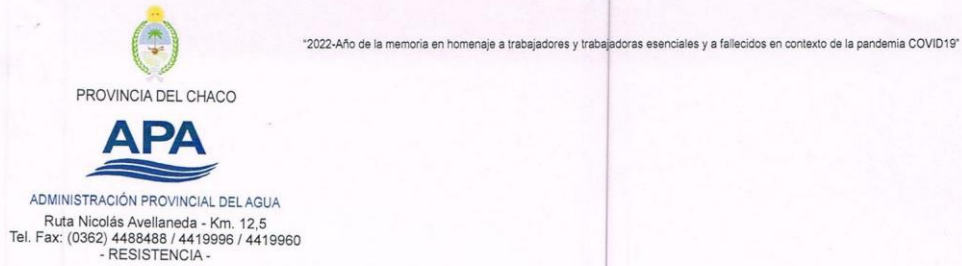 "2022-Año de la memoria en homenaje a trabajadores y trabajadoras esenciales y a fallecidos en contexto de la pandemia COVID19"
PROVINCIA DEL CHACO
APA
ADMINISTRACIÓN PROVINCIAL DEL AGUA
Ruta Nicolás Avellaneda - Km. 12,5
Tel. Fax: (0362) 4488488 / 4419996 / 4419960
- RESISTENCIA -